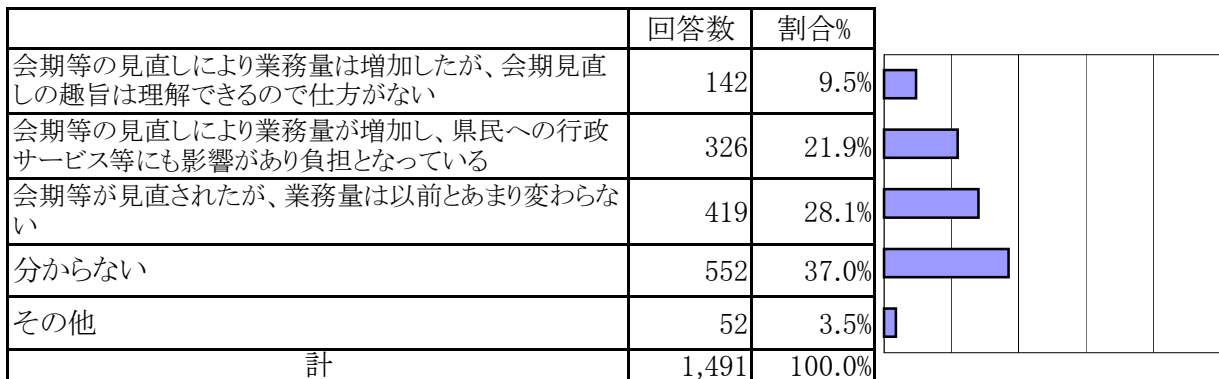 回答数 割合%
会期等の見直しにより業務量は増加したが、会期見直
しの趣旨は理解できるので仕方がない
142 9.5%
会期等の見直しにより業務量が増加し、県民への行政
サービス等にも影響があり負担となっている
326 21.9%
会期等が見直されたが、業務量は以前とあまり変わらな
い
419 28.1%
分からない 552 37.0%
その他 52 3.5%
計 1,491 100.0%